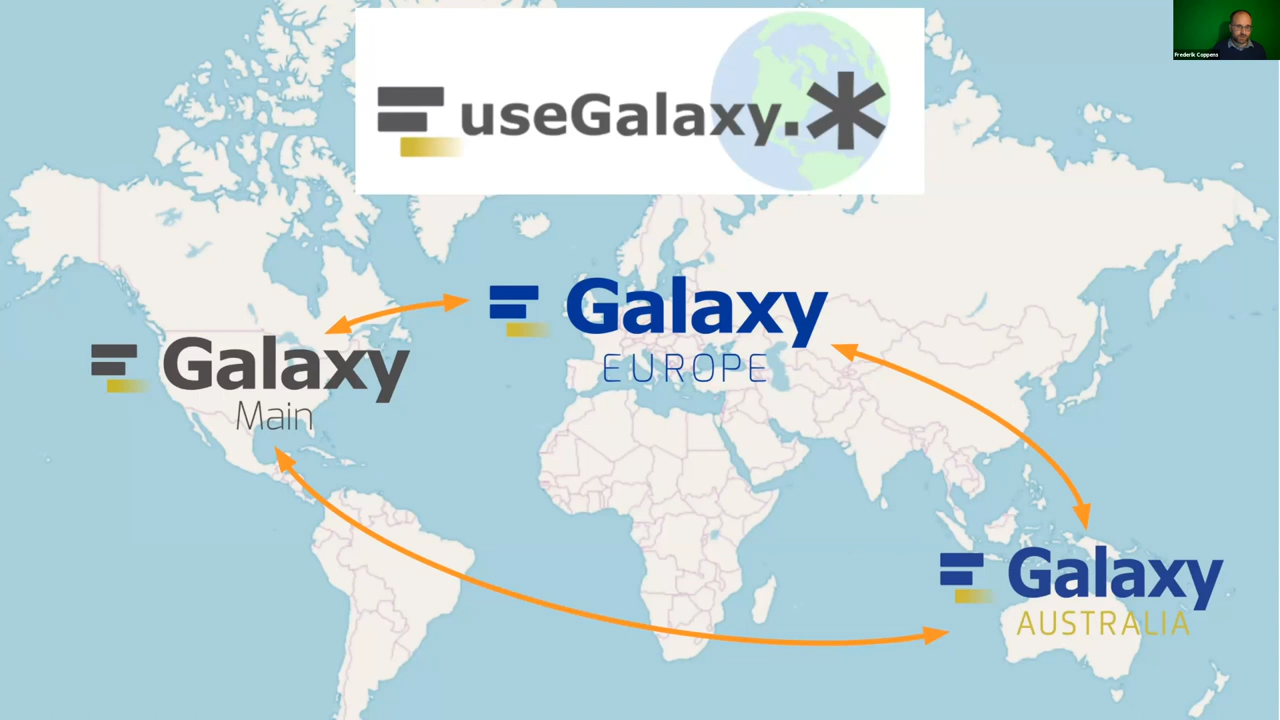 Frederik Coppens
useGalaxy.*
Galaxy
EUROPE
Galaxy
Main
Galaxy
AUSTRALIA